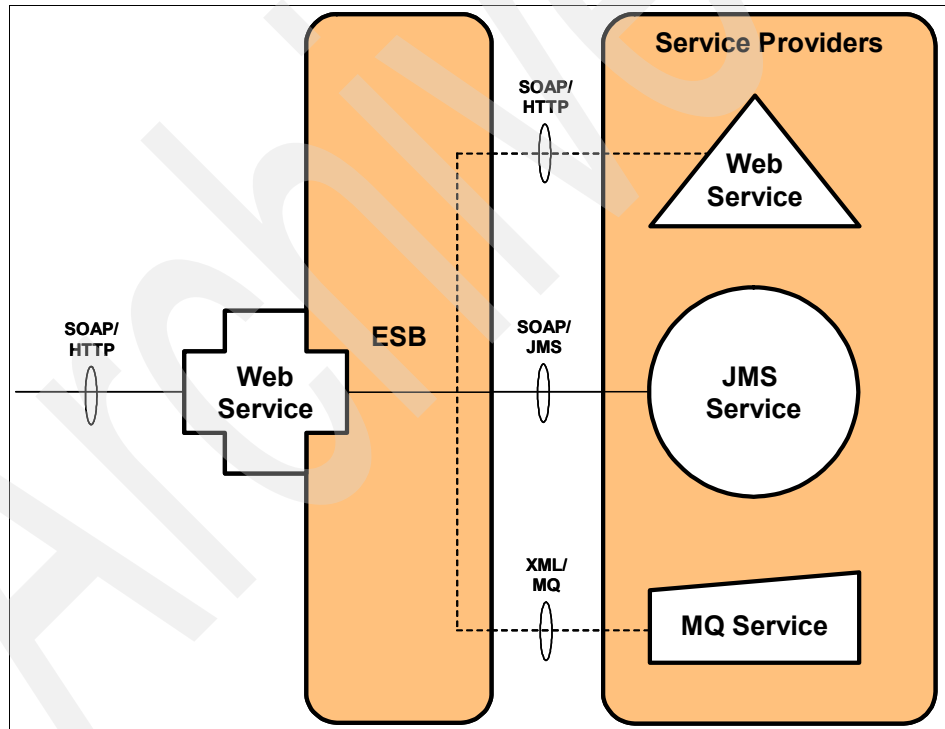 Service Providers
SOAP/
HTTP
Web
Service
SOAP/
HTTP
Web
Service
ESB
SOAP/
JMS
JMS
Service
XML/
MQ
MQ Service
Archive